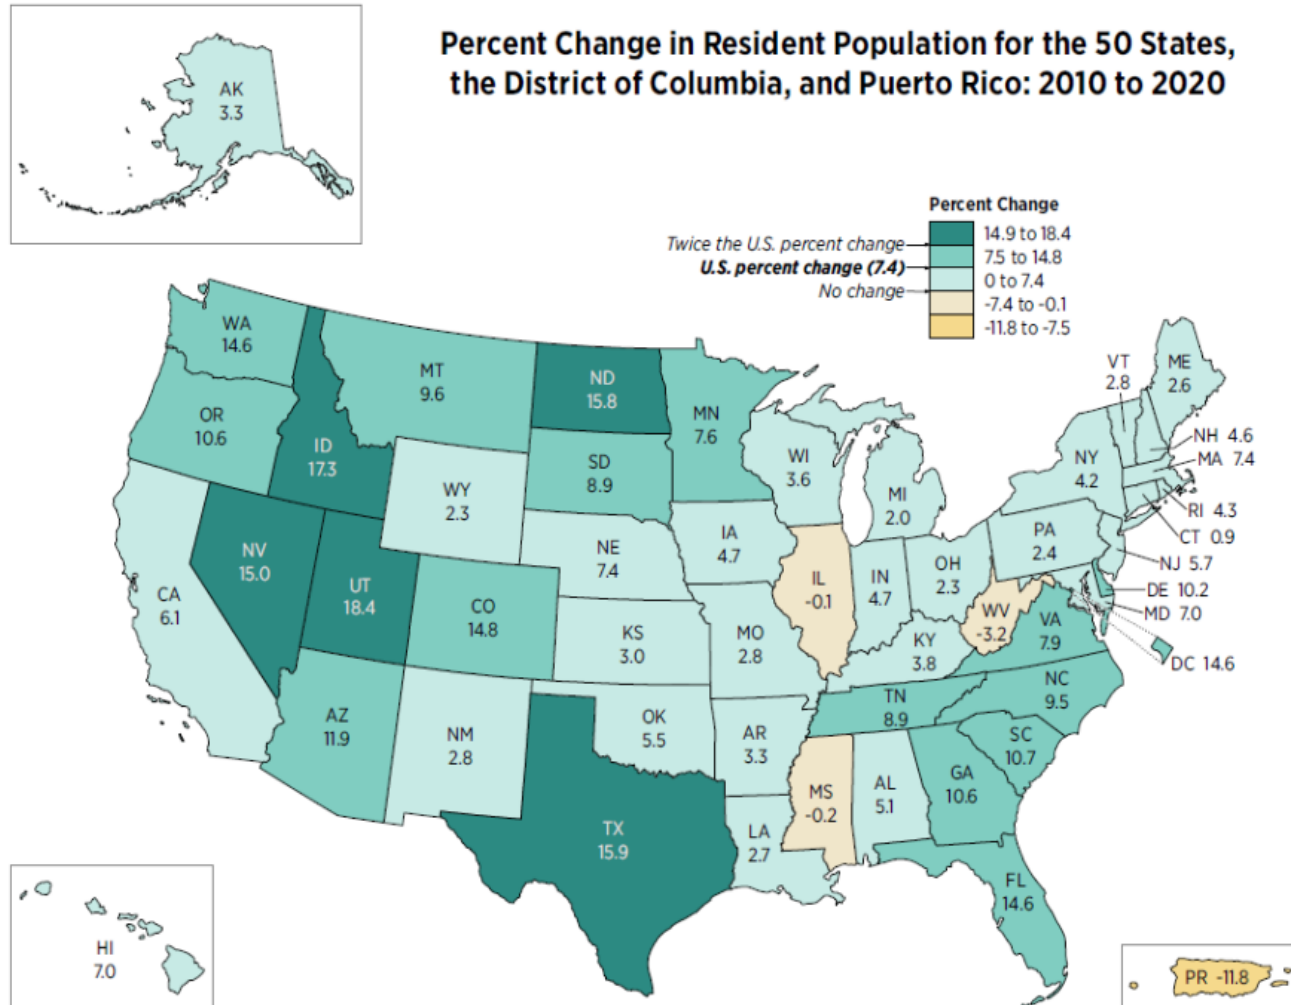 Percent Change in Resident Population for the 50 States,
the District of Columbia, and Puerto Rico: 2010 to 2020
AK
3.3
Percent Change
14.9 to 18.4
7.5 to 14.8
0 to 7.4
-7.4 to -0.1
-11.8 to -7.5
Twice the U.S. percent change
U.S. percent change (7.4)
No change
WA
14.6
OR
10.6
CA
6.1
ID
17.3
NV
15.0
MT
9.6
WY
2.3
UT
18.4
CO
14.8
AZ
11.9
NM
2.8
ND
15.8
SD
8.9
NE
7.4
KS
3.0
OK
5.5
TX
15.9
MN
7.6
IA
4.7
MO
2.8
AR
3.3
LA
2.7
WI
3.6
IL
-0.1
MS
-0.2
MI
2.0
IN
4.7
OH
2.3
KY
3.8
TN
8.9
AL
5.1
GA
10.6
FL
14.6
SC
10.7
NC
9.5
VA
7.9
WV
-3.2
PA
2.4
NY
4.2
VT
2.8
ME
2.6
NH 4.6
MA 7.4
RI 4.3
CT 0.9
NJ 5.7
DE 10.2
MD 7.0
DC 14.6
HI
7.0
PR -11.8